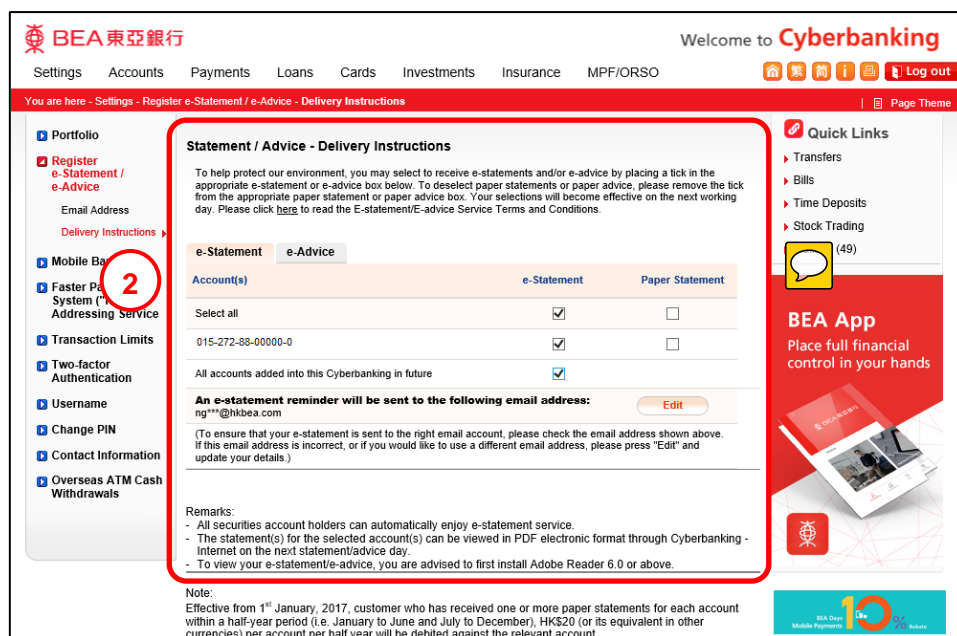 BEA東亞銀行
Welcome to Cyberbanking
Settings Accounts Payments Loans Cards Investments Insurance MPF/ORSO
繁 简 i Log out
You are here - Settings - Register e-Statement / e-Advice - Delivery Instructions
| Page Theme
Portfolio
Register
e-Statement /
e-Advice
Email Address
Delivery Instructions
Mobile Ba
Faster Pa
System ("
Addressing Service
Transaction Limits
Two-factor
Authentication
Username
Change PIN
Contact Information
Overseas ATM Cash
Withdrawals
2
Statement / Advice - Delivery Instructions
To help protect our environment, you may select to receive e-statements and/or e-advice by placing a tick in the
appropriate e-statement or e-advice box below. To deselect paper statements or paper advice, please remove the tick
from the appropriate paper statement or paper advice box. Your selections will become effective on the next working
day. Please click here to read the E-statement/E-advice Service Terms and Conditions.
e-Statement e-Advice
Account(s) e-Statement Paper Statement
Select all
015-272-88-00000-0
All accounts added into this Cyberbanking in future
An e-statement reminder will be sent to the following email address:
ng***@hkbea.com
Edit
(To ensure that your e-statement is sent to the right email account, please check the email address shown above.
If this email address is incorrect, or if you would like to use a different email address, please press "Edit" and
update your details.)
Remarks:
- All securities account holders can automatically enjoy e-statement service.
- The statement(s) for the selected account(s) can be viewed in PDF electronic format through Cyberbanking -
Internet on the next statement/advice day.
- To view your e-statement/e-advice, you are advised to first install Adobe Reader 6.0 or above.
Note:
Effective from 1st January, 2017, customer who has received one or more paper statements for each account
within a half-year period (i.e. January to June and July to December), HK$20 (or its equivalent in other
currencies) per account per half year will be debited against the relevant account.
Quick Links
Transfers
Bills
Time Deposits
Stock Trading
(49)
BEA App
Place full financial
control in your hands
BEA東亞銀行
BEA Days
Mobile Payments
10% Rebate